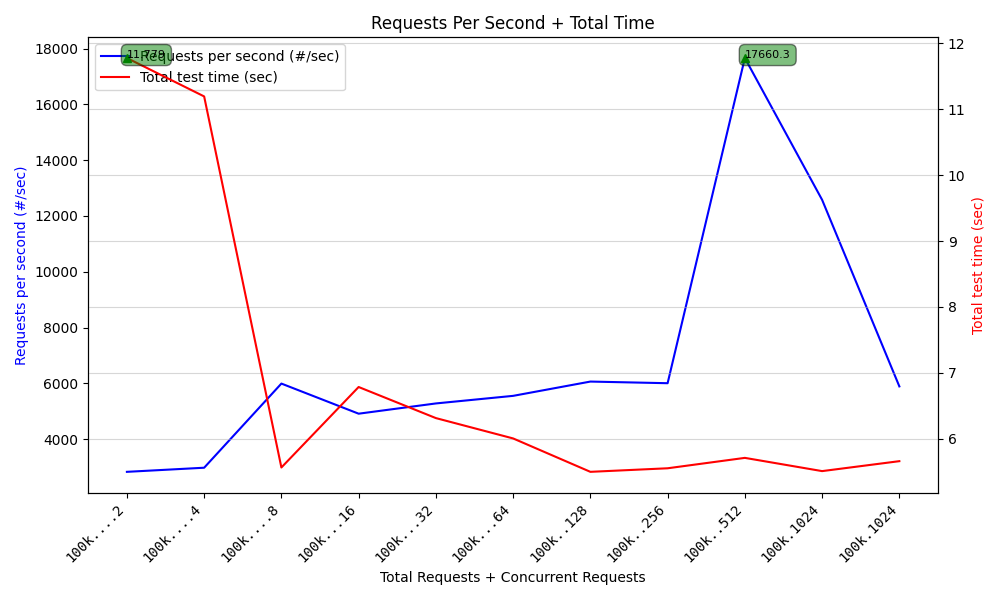 Requests Per Second + Total Time
Requests per second (#/sec)
Total test time (sec)
11.779
17660.3
18000
16000
14000
12000
10000
8000
6000
4000
Requests per second (#/sec)
12
11
10
9
8
7
6
Total test time (sec)
100k....2
100k....4
100k....8
100k...16
100k...32
100k...64
100k..128
100k..256
100k..512
100k.1024
100k.1024
Total Requests + Concurrent Requests